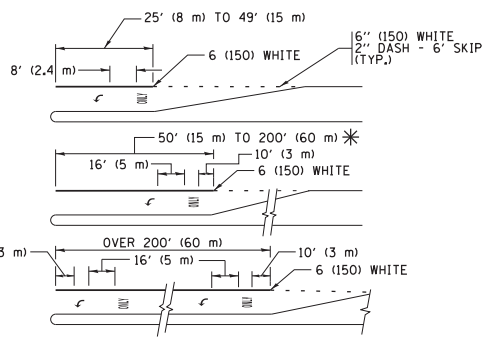 25' (8 m) TO 49' (15 m)
6" (150) WHITE
2" DASH - 6' SKIP
(TYP.)
6 (150) WHITE
8' (2.4 m)
ONLY
50' (15 m) TO 200' (60 m) *
16' (5 m)
10' (3 m)
6 (150) WHITE
ONLY
OVER 200' (60 m)
3 m)
16' (5 m)
10' (3 m)
6 (150) WHITE
ONLY
ONLY